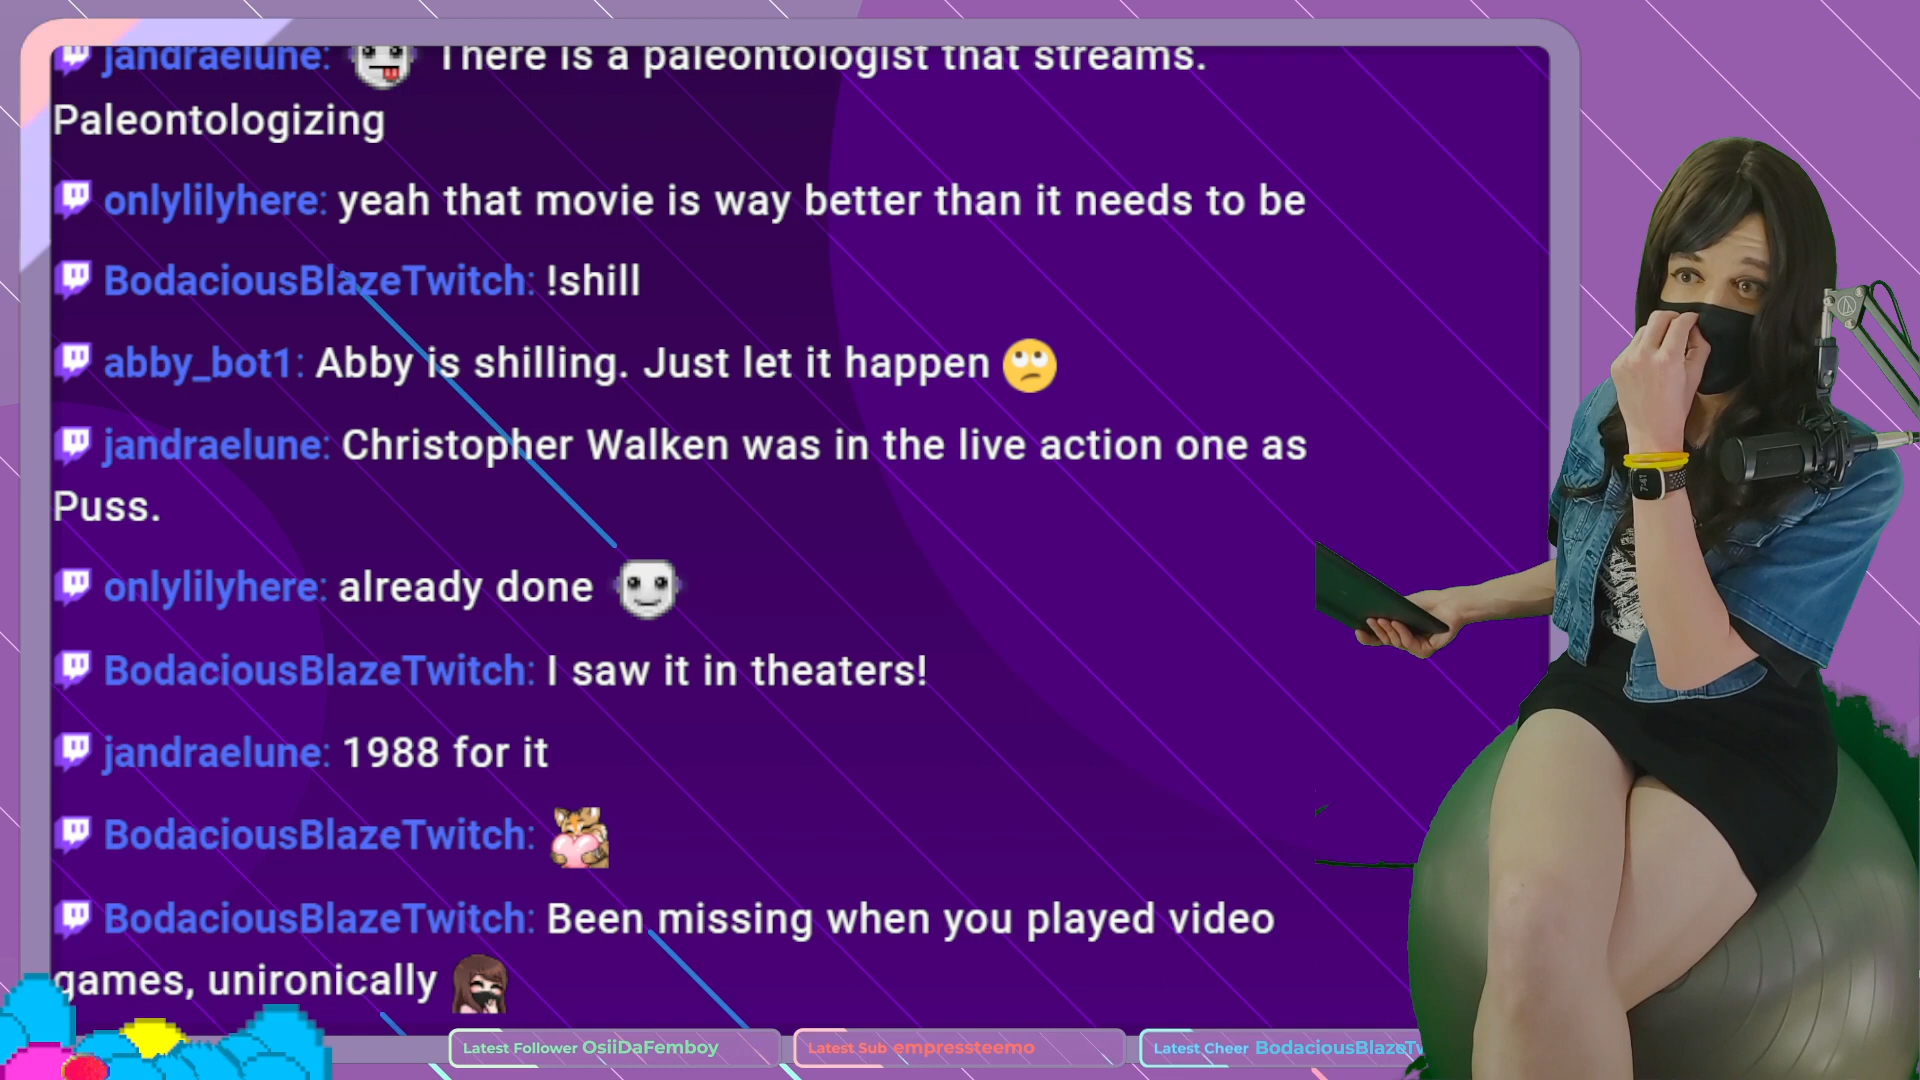 jandraelune: There is a paleontologist that streams.
Paleontologizing
onlylilyhere: yeah that movie is way better than it needs to be
BodaciousBlazeTwitch: !shill
abby_bot1: Abby is shilling. Just let it happen 🙄
jandraelune: Christopher Walken was in the live action one as
Puss.
onlylilyhere: already done
BodaciousBlazeTwitch: I saw it in theaters!
jandraelune: 1988 for it
BodaciousBlazeTwitch:
BodaciousBlazeTwitch: Been missing when you played video
games, unironically
Latest Follower OsiiDaFemboy
Latest Sub empressteemo
Latest Cheer BodaciousBlazeTw